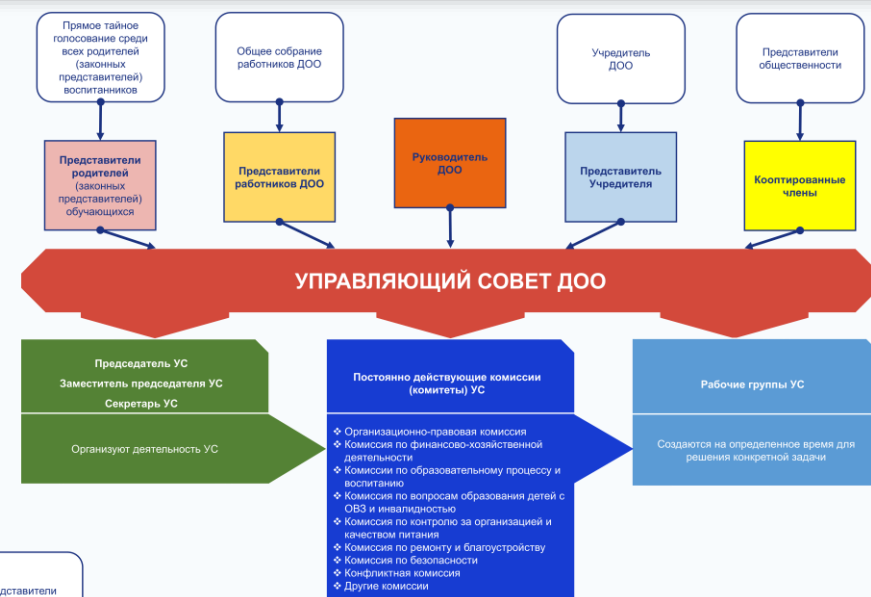 Прямое тайное
голосование среди
всех родителей
(законных
представителей)
воспитанников
Общее собрание
работников ДОО
Учредитель
ДОО
Представители
общественности
Представители
родителей
(законных
представителей)
обучающихся
Представители
работников ДОО
Руководитель
ДОО
Представитель
Учредителя
Кооптированные
члены
УПРАВЛЯЮЩИЙ СОВЕТ ДОО
Председатель УС
Заместитель председателя УС
Секретарь УС
Организуют деятельность УС
Постоянно действующие комиссии
(комитеты) УС
❖ Организационно-правовая комиссия
❖ Комиссия по финансово-хозяйственной
деятельности
❖ Комиссии по образовательному процессу и
воспитанию
❖ Комиссия по вопросам образования детей с
ОВЗ и инвалидностью
❖ Комиссия по контролю за организацией и
качеством питания
❖ Комиссия по ремонту и благоустройству
❖ Комиссия по безопасности
❖ Конфликтная комиссия
❖ Другие комиссии
Рабочие группы УС
Создаются на определенное время для
решения конкретной задачи
дставители